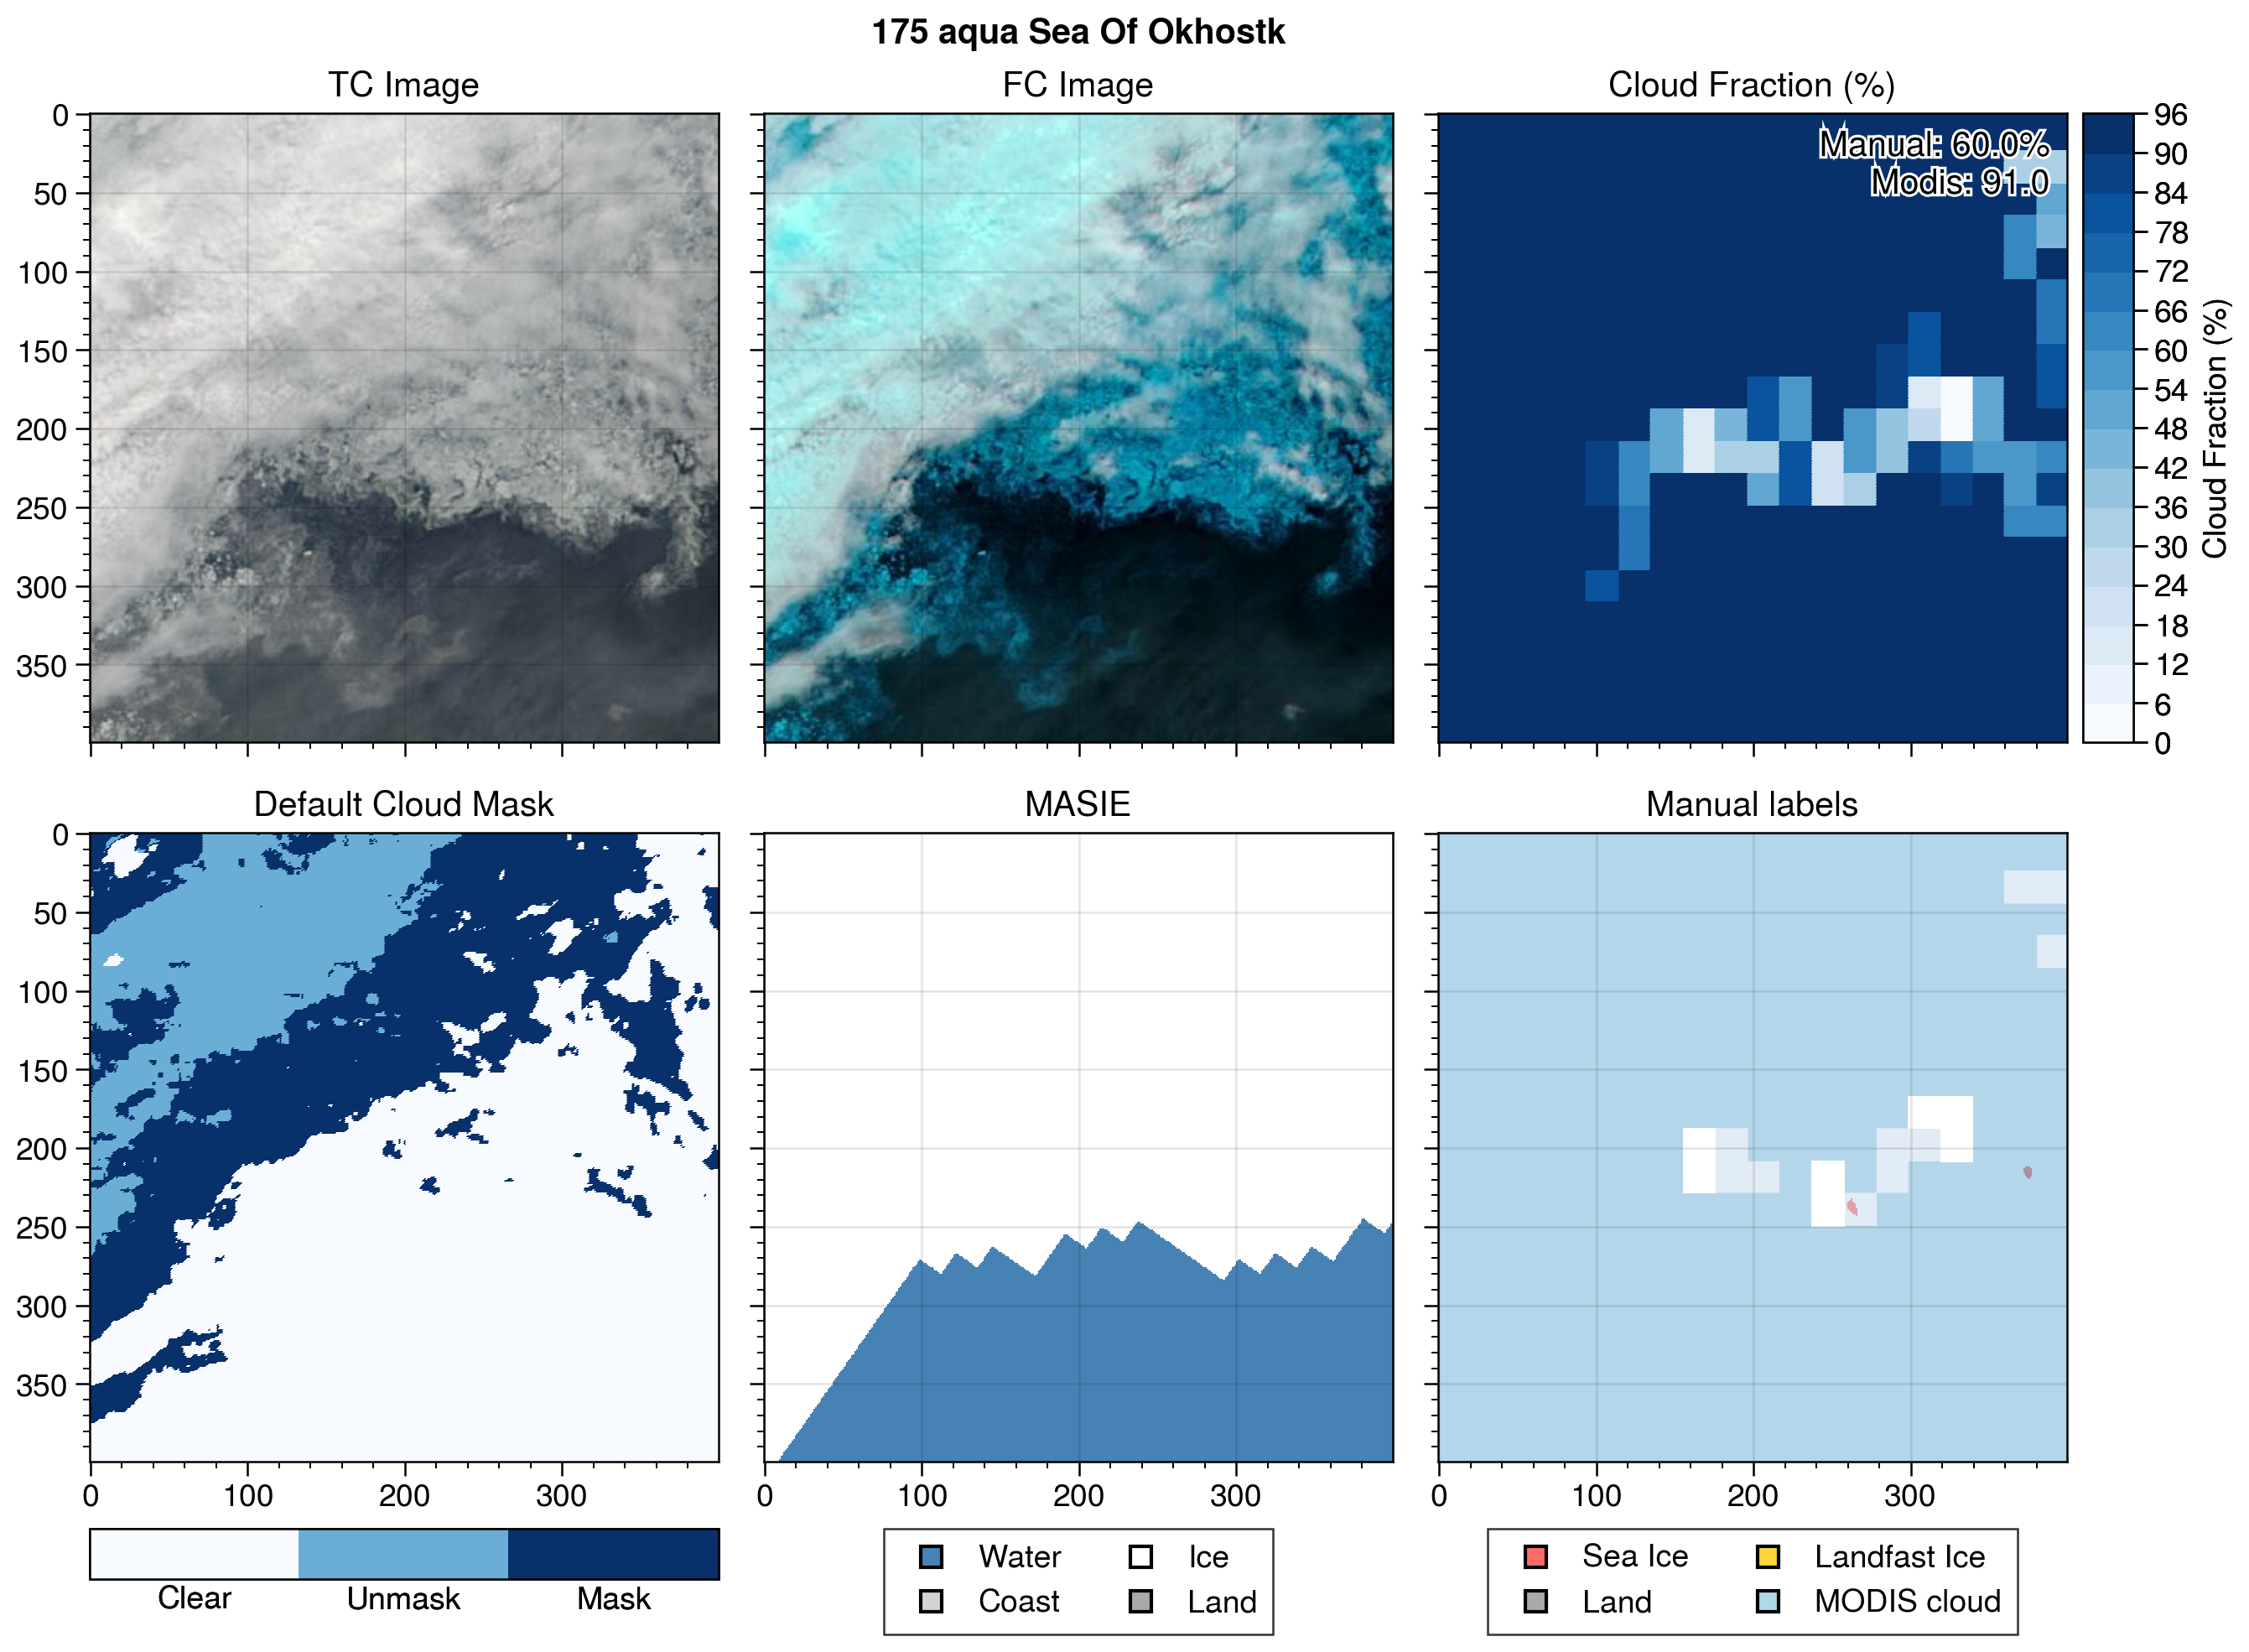 175 aqua Sea Of Okhostk
TC Image
FC Image
Cloud Fraction (%)
0
50
100
150
200
250
300
350
Manual: 60.0%
Modis: 91.0
96
90
84
78
72
66
60
54
48
42
36
30
24
18
12
6
0
Cloud Fraction (%)
Default Cloud Mask
MASIE
Manual labels
0
50
100
150
200
250
300
350
0 100 200 300
0 100 200 300
0 100 200 300
Clear Unmask Mask
Water Ice
Coast Land
Sea Ice Landfast Ice
Land MODIS cloud